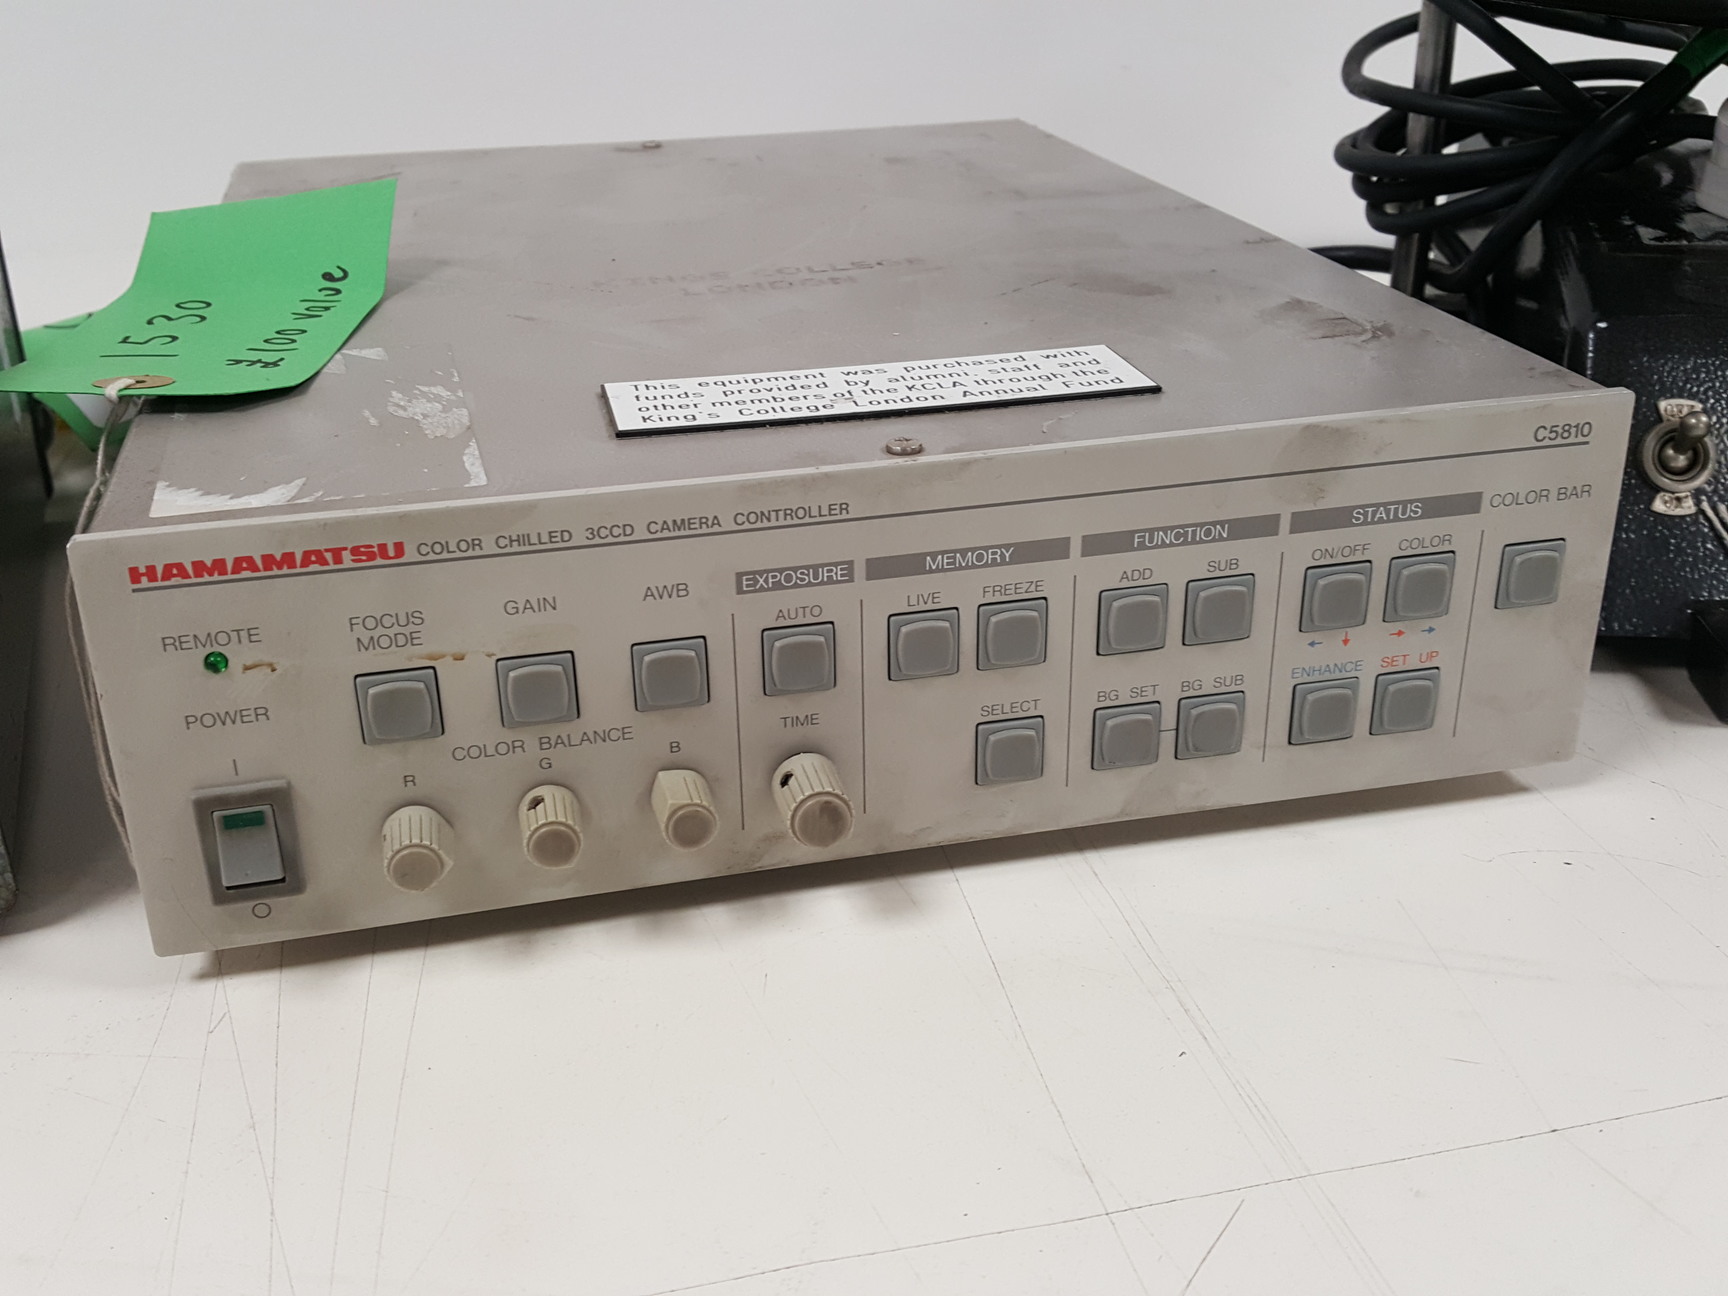 1530
£100 value
KINGS COLLEGE
LONDON
This equipment was purchased with
funds provided by alumni, staff and
other members of the KCLA through the
King's College London Annual Fund
C5810
HAMAMATSU COLOR CHILLED 3CCD CAMERA CONTROLLER
REMOTE
POWER
I
O
FOCUS
MODE
GAIN
AWB
COLOR BALANCE
R
G
B
EXPOSURE
AUTO
TIME
MEMORY
LIVE
FREEZE
SELECT
FUNCTION
ADD
SUB
BG SET
BG SUB
STATUS
ON/OFF
COLOR
ENHANCE
SET UP
COLOR BAR